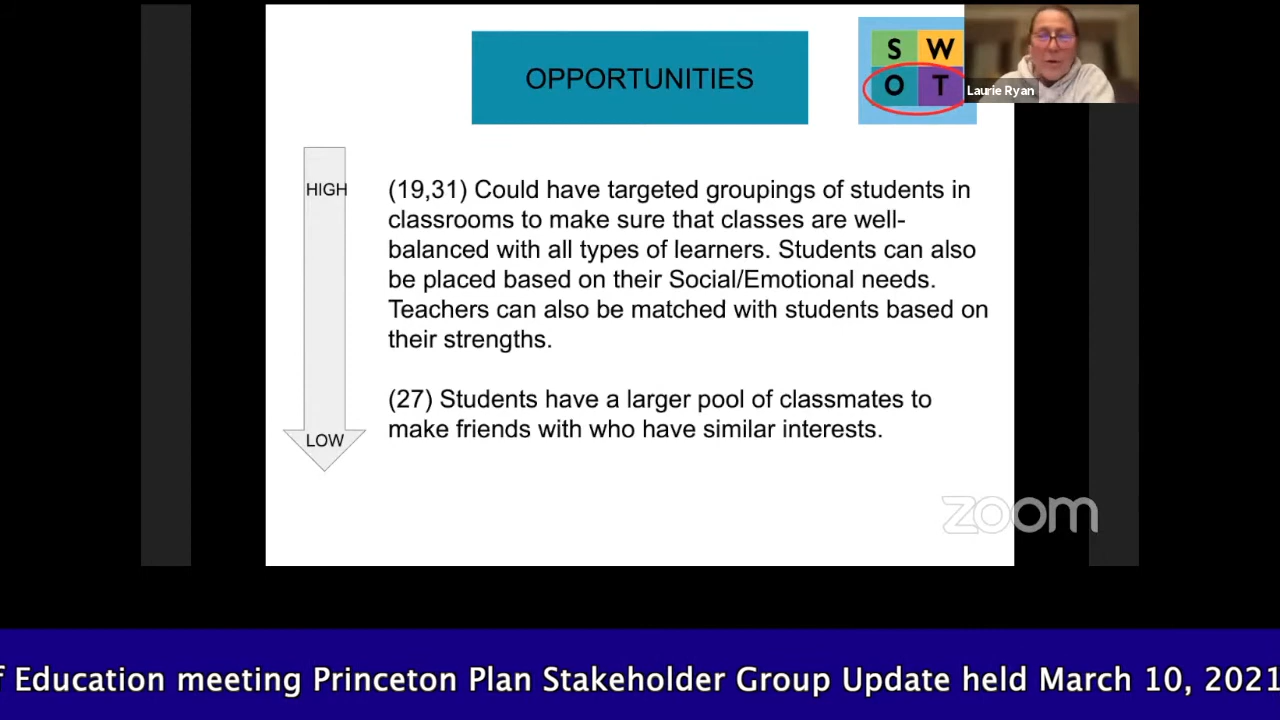 OPPORTUNITIES
S W
O T
Laurie Ryan
HIGH
(19,31) Could have targeted groupings of students in
classrooms to make sure that classes are well-
balanced with all types of learners. Students can also
be placed based on their Social/Emotional needs.
Teachers can also be matched with students based on
their strengths.
(27) Students have a larger pool of classmates to
make friends with who have similar interests.
LOW
zoom
Education meeting Princeton Plan Stakeholder Group Update held March 10, 2021